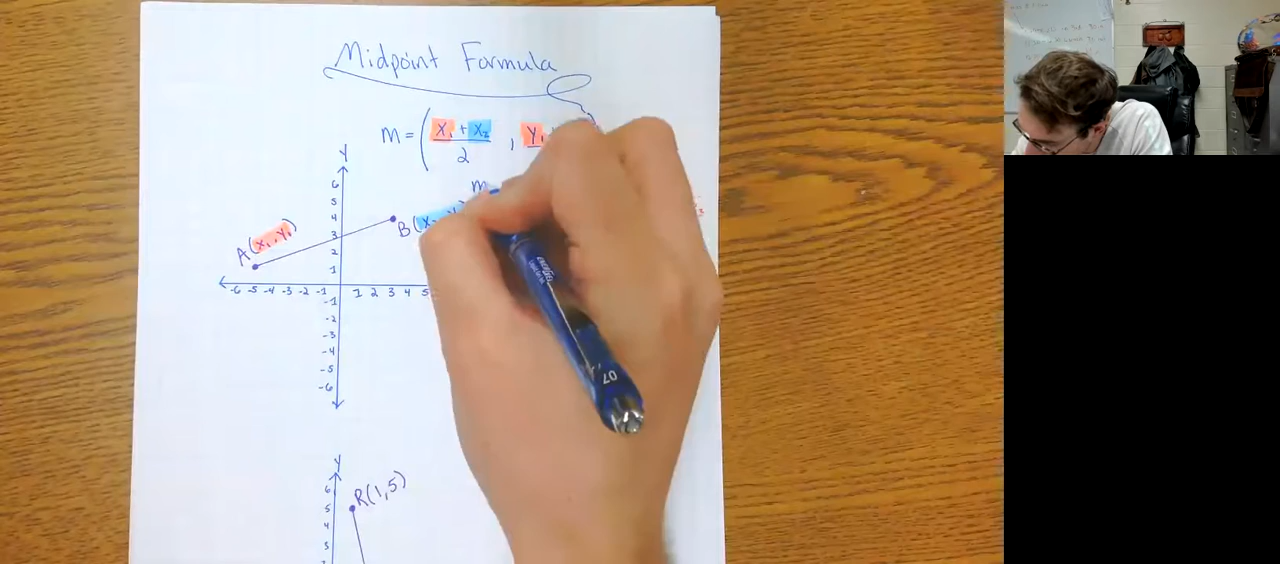 Midpoint Formula
M = ( x₁ + x₂ / 2 , y₁
m
A(x₁, y₁)
B(x
y
6
5
4
3
2
1
-6 -5 -4 -3 -2 -1 1 2 3 4 5
-1
-2
-3
-4
-5
-6
y
R(1,5)
6
5
4
3
07